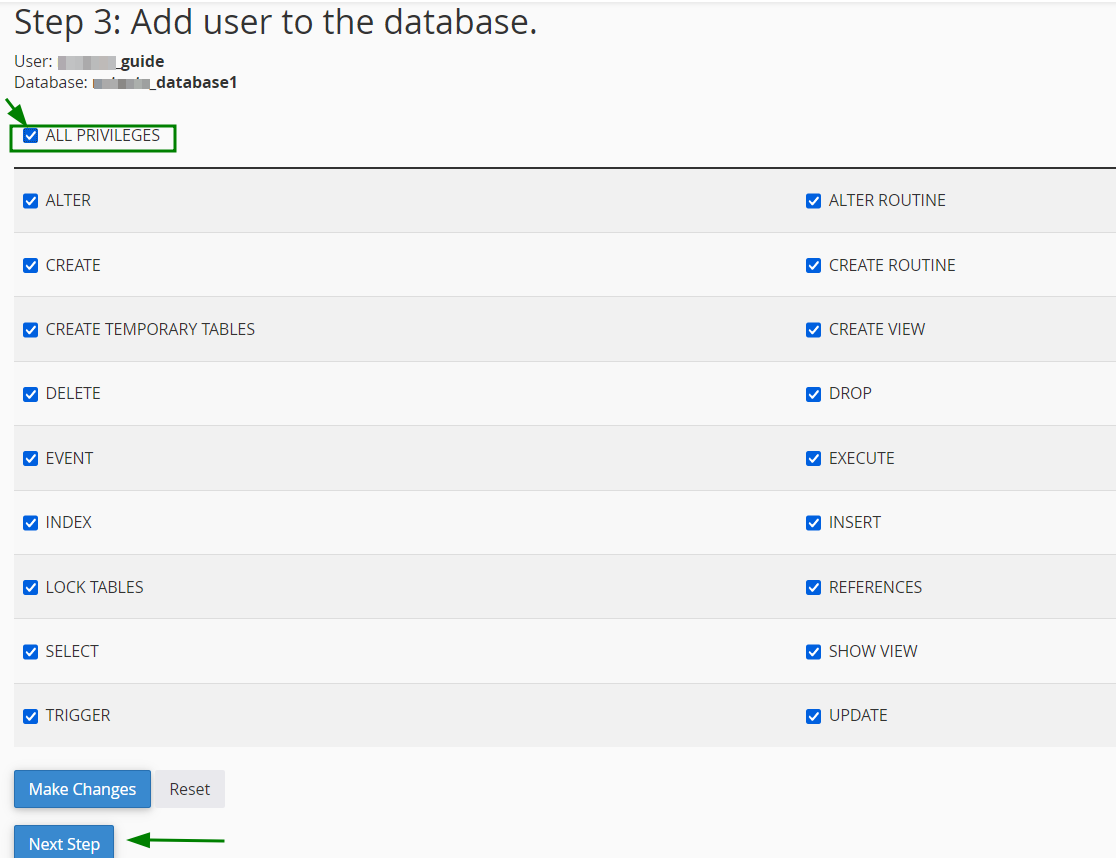 Step 3: Add user to the database.
User: _guide
Database: _database1
ALL PRIVILEGES
ALTER
ALTER ROUTINE
CREATE
CREATE ROUTINE
CREATE TEMPORARY TABLES
CREATE VIEW
DELETE
DROP
EVENT
EXECUTE
INDEX
INSERT
LOCK TABLES
REFERENCES
SELECT
SHOW VIEW
TRIGGER
UPDATE
Make Changes
Reset
Next Step